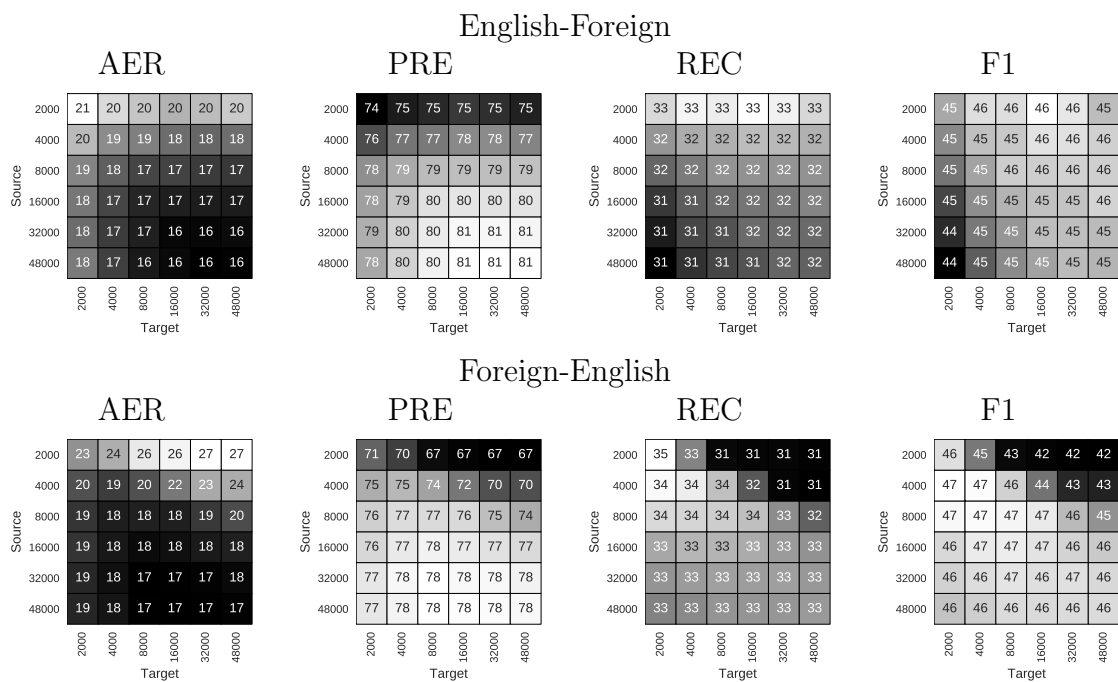 English-Foreign
AER PRE REC F1
2000 21 20 20 20 20 20 2000 74 75 75 75 75 75 2000 33 33 33 33 33 33 2000 45 46 46 46 46 45
4000 20 19 19 18 18 18 4000 76 77 77 78 78 77 4000 32 32 32 32 32 32 4000 45 45 45 46 46 46
8000 19 18 17 17 17 17 8000 78 79 79 79 79 79 8000 32 32 32 32 32 32 8000 45 45 46 46 46 46
16000 18 17 17 17 17 17 16000 78 79 80 80 80 80 16000 31 31 32 32 32 32 16000 45 45 45 45 45 46
32000 18 17 17 16 16 16 32000 79 80 80 81 81 81 32000 31 31 31 32 32 32 32000 44 45 45 45 45 45
48000 18 17 16 16 16 16 48000 78 80 80 81 81 81 48000 31 31 31 31 32 32 48000 44 45 45 45 45 45
Source Source Source Source
2000 4000 8000 16000 32000 48000 2000 4000 8000 16000 32000 48000 2000 4000 8000 16000 32000 48000 2000 4000 8000 16000 32000 48000
Target Target Target Target
Foreign-English
AER PRE REC F1
2000 23 24 26 26 27 27 2000 71 70 67 67 67 67 2000 35 33 31 31 31 31 2000 46 45 43 42 42 42
4000 20 19 20 22 23 24 4000 75 75 74 72 70 70 4000 34 34 34 32 31 31 4000 47 47 46 44 43 43
8000 19 18 18 18 19 20 8000 76 77 77 76 75 74 8000 34 34 34 34 33 32 8000 47 47 47 47 46 45
16000 19 18 18 18 18 18 16000 76 77 78 77 77 77 16000 33 33 33 33 33 33 16000 46 47 47 47 46 46
32000 19 18 17 17 17 18 32000 77 78 78 78 78 78 32000 33 33 33 33 33 33 32000 46 46 47 46 47 46
48000 19 18 17 17 17 17 48000 77 78 78 78 78 78 48000 33 33 33 33 33 33 48000 46 46 46 46 46 46
Source Source Source Source
2000 4000 8000 16000 32000 48000 2000 4000 8000 16000 32000 48000 2000 4000 8000 16000 32000 48000 2000 4000 8000 16000 32000 48000
Target Target Target Target